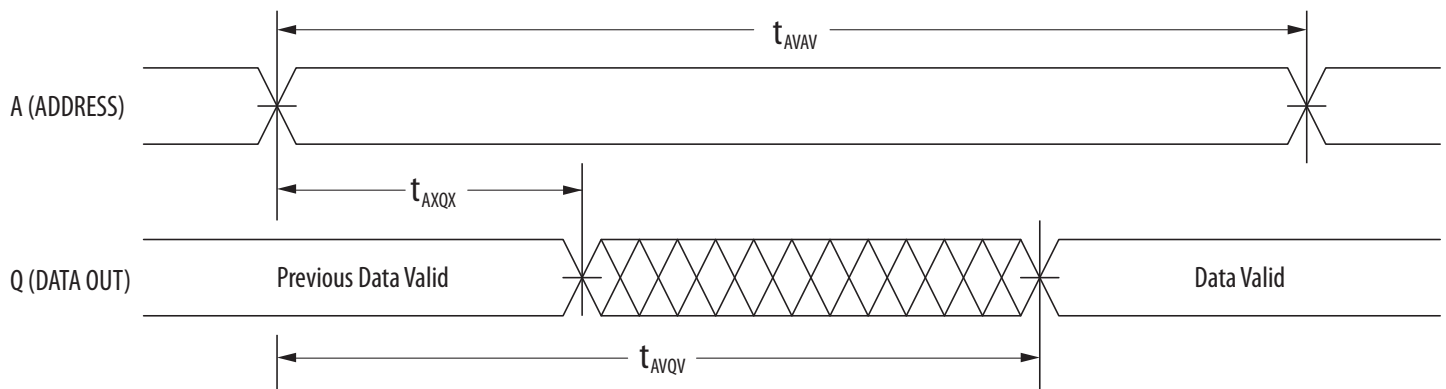 tAVAV
A (ADDRESS)
tAXQX
Q (DATA OUT)
Previous Data Valid
Data Valid
tAVQV